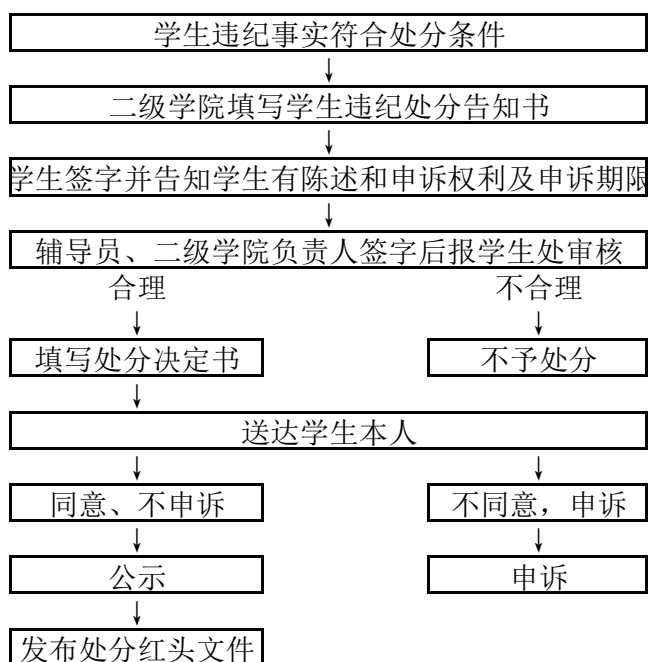 学生违纪事实符合处分条件
二级学院填写学生违纪处分告知书
学生签字并告知学生有陈述和申诉权利及申诉期限
辅导员、二级学院负责人签字后报学生处审核
合理 不合理
填写处分决定书 不予处分
送达学生本人
同意、不申诉 不同意，申诉
公示 申诉
发布处分红头文件